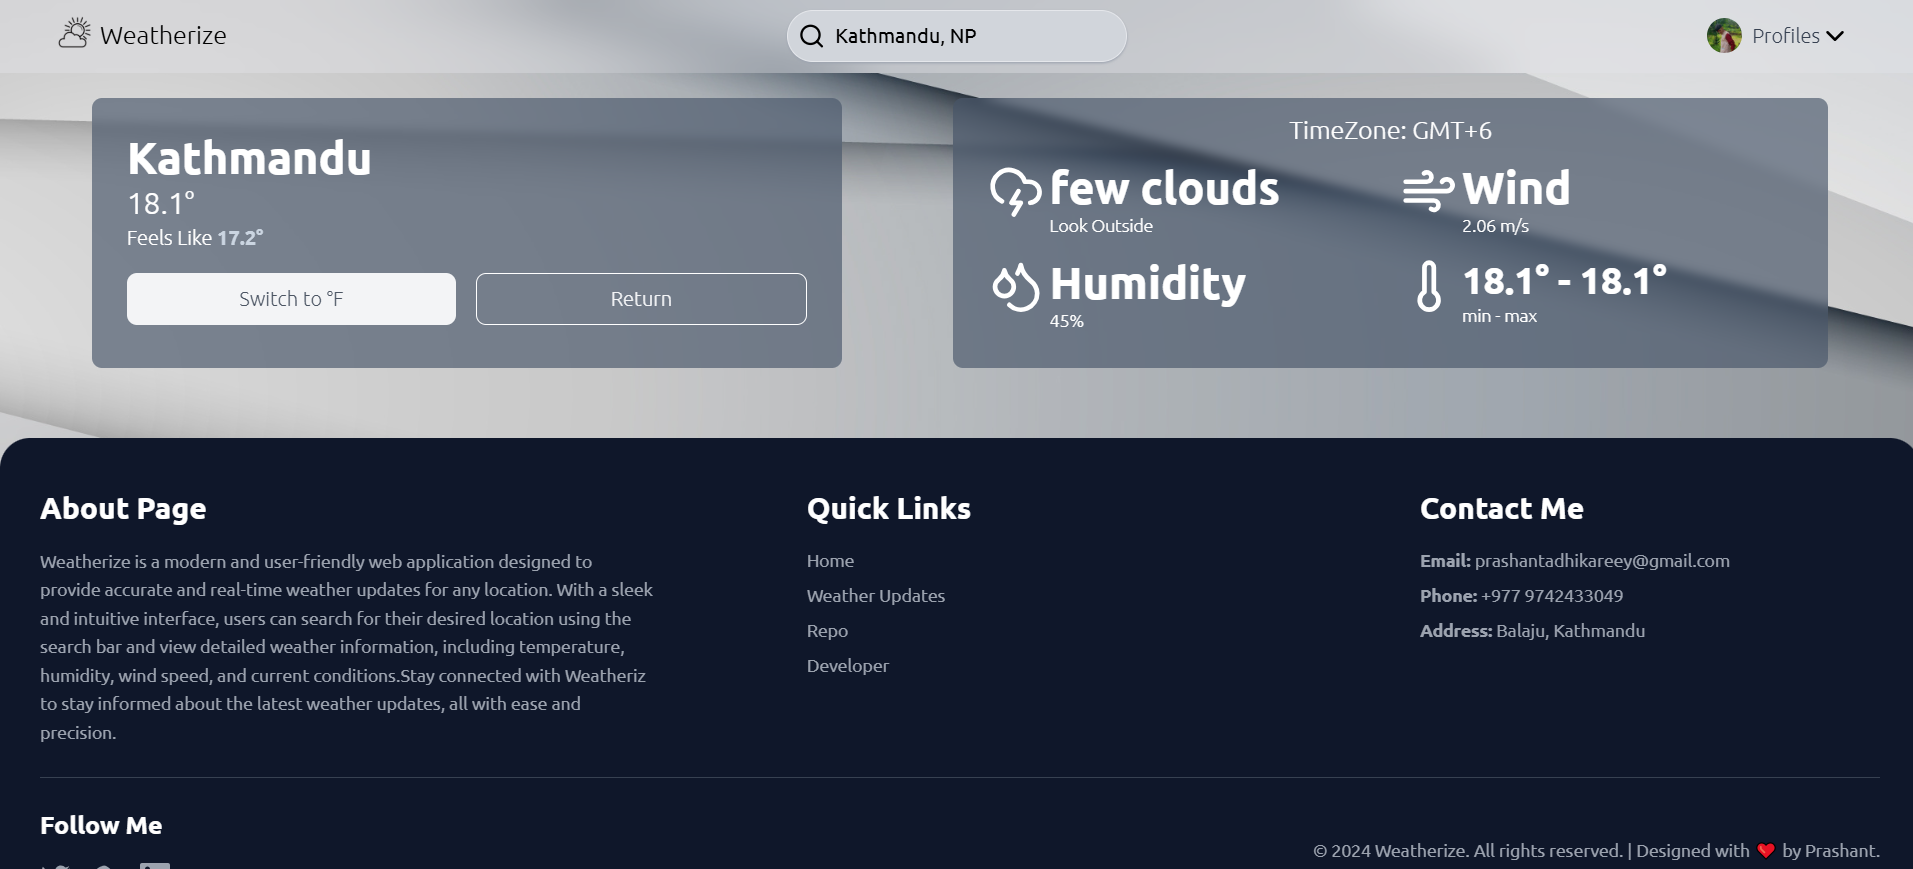 Weatherize
Kathmandu, NP
Profiles
Kathmandu
18.1°
Feels Like 17.2°
Switch to °F
Return
TimeZone: GMT+6
few clouds
Look Outside
Wind
2.06 m/s
Humidity
45%
18.1° - 18.1°
min - max
About Page
Weatherize is a modern and user-friendly web application designed to
provide accurate and real-time weather updates for any location. With a sleek
and intuitive interface, users can search for their desired location using the
search bar and view detailed weather information, including temperature,
humidity, wind speed, and current conditions.Stay connected with Weatheriz
to stay informed about the latest weather updates, all with ease and
precision.
Quick Links
Home
Weather Updates
Repo
Developer
Contact Me
Email: prashantadhikareey@gmail.com
Phone: +977 9742433049
Address: Balaju, Kathmandu
Follow Me
© 2024 Weatherize. All rights reserved. | Designed with ❤️ by Prashant.